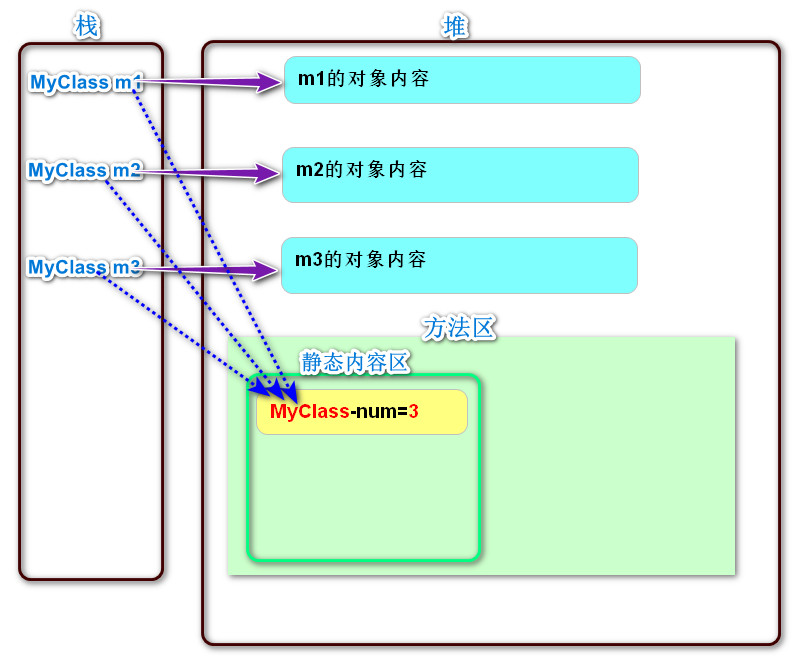 栈
堆
MyClass m1
m1的对象内容
MyClass m2
m2的对象内容
MyClass m3
m3的对象内容
方法区
静态内容区
MyClass-num=3